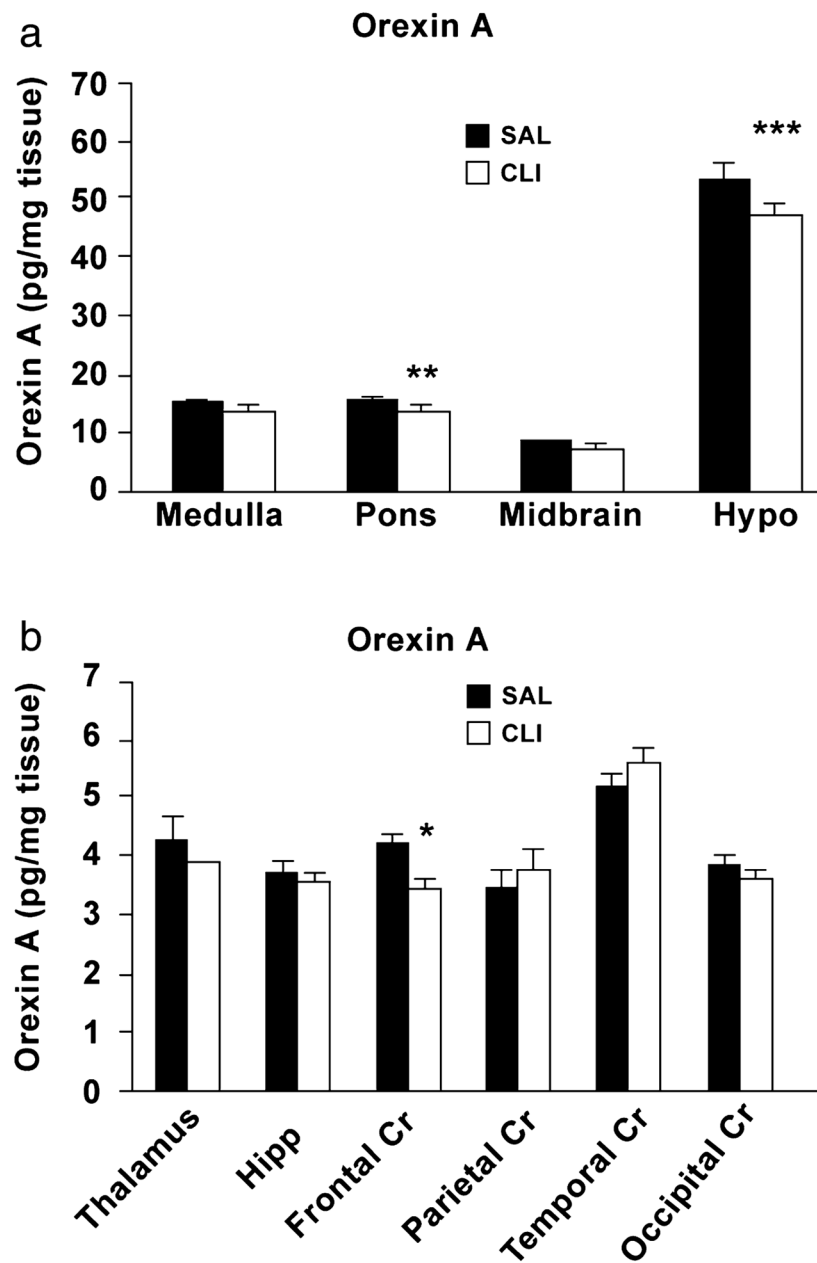 a
Orexin A
Orexin A (pg/mg tissue)
70
60
50
40
30
20
10
0
SAL
CLI
**
***
Medulla Pons Midbrain Hypo
b
Orexin A
Orexin A (pg/mg tissue)
7
6
5
4
3
2
1
0
SAL
CLI
*
Thalamus
Hipp
Frontal Cr
Parietal Cr
Temporal Cr
Occipital Cr